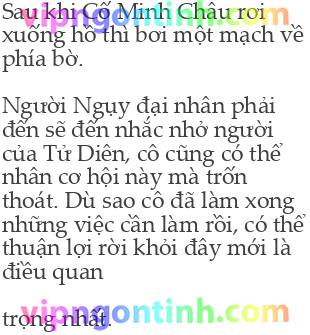 Sau khi Cố Minh Châu rơi
xuống hồ thì bơi một mạch về
phía bờ.
Người Ngụy đại nhân phải
đến sẽ đến nhắc nhở người
của Tử Diên, cô cũng có thể
nhân cơ hội này mà trốn
thoát. Dù sao cô đã làm xong
những việc cần làm rồi, có thể
thuận lợi rời khỏi đây mới là
điều quan
trọng nhất.
vipngontinh.com
vipngontinh.com